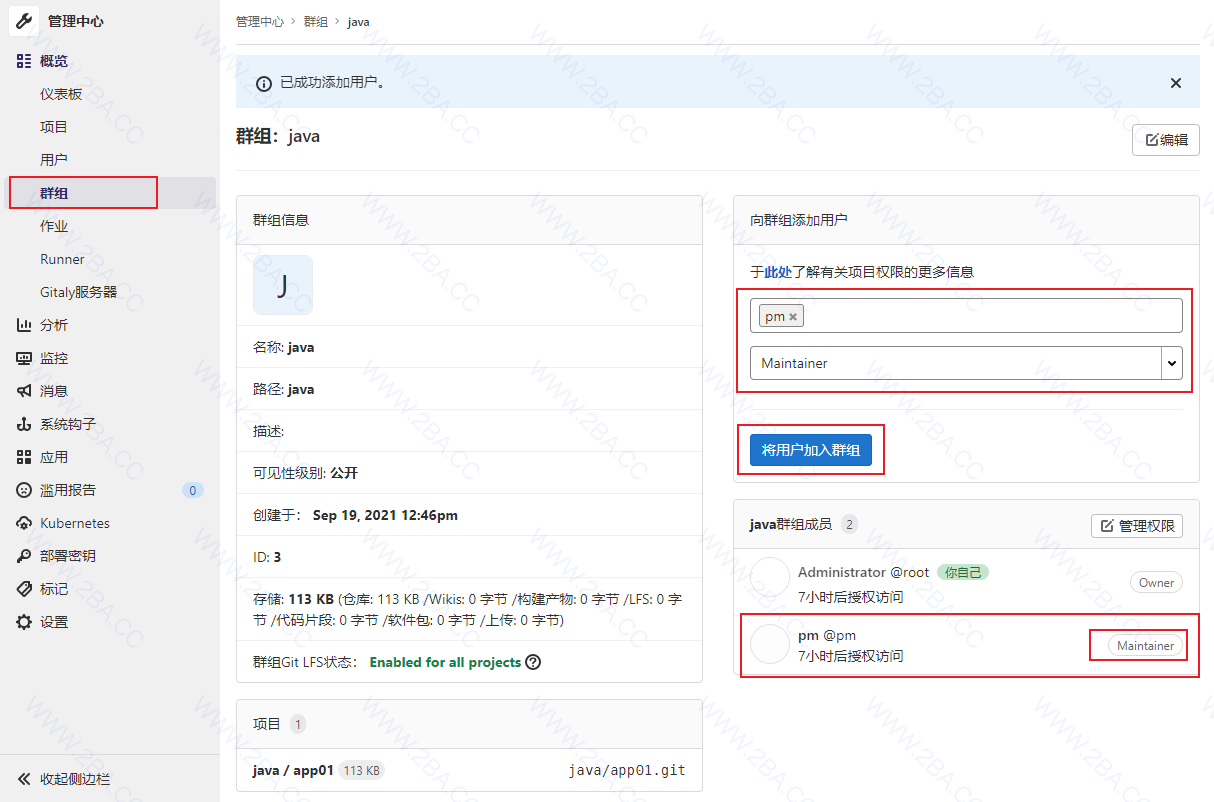 管理中心
概览
仪表板
项目
用户
群组
作业
Runner
Gitaly服务器
分析
监控
消息
系统钩子
应用
滥用报告 0
Kubernetes
部署密钥
标记
设置
收起侧边栏
管理中心 › 群组 › java
已成功添加用户。
群组：java
编辑
群组信息
J
名称: java
路径: java
描述:
可见性级别: 公开
创建于： Sep 19, 2021 12:46pm
ID: 3
存储: 113 KB (仓库: 113 KB /Wikis: 0 字节 /构建产物: 0 字节 /LFS: 0 字
节 /代码片段: 0 字节 /软件包: 0 字节 /上传: 0 字节)
群组Git LFS状态： Enabled for all projects
项目 1
java / app01 113 KB java/app01.git
向群组添加用户
于此处了解有关项目权限的更多信息
pm
Maintainer
将用户加入群组
java群组成员 2 管理权限
Administrator @root 你自己
7小时后授权访问
Owner
pm @pm
7小时后授权访问
Maintainer
WWW.2BA.CC